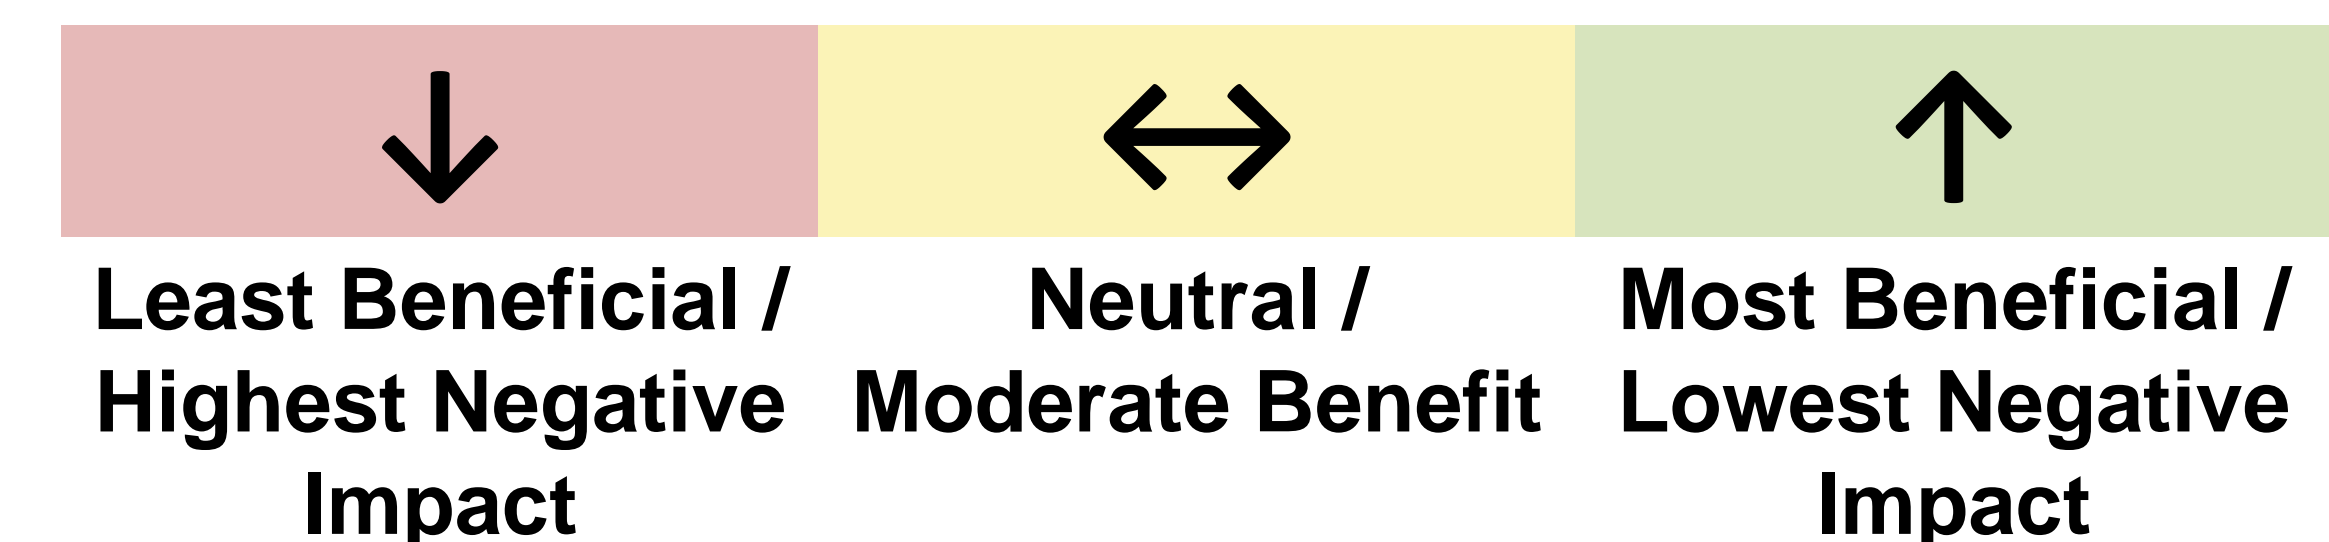 ↓ ↔ ↑
Least Beneficial /
Highest Negative
Impact
Neutral /
Moderate Benefit
Most Beneficial /
Lowest Negative
Impact